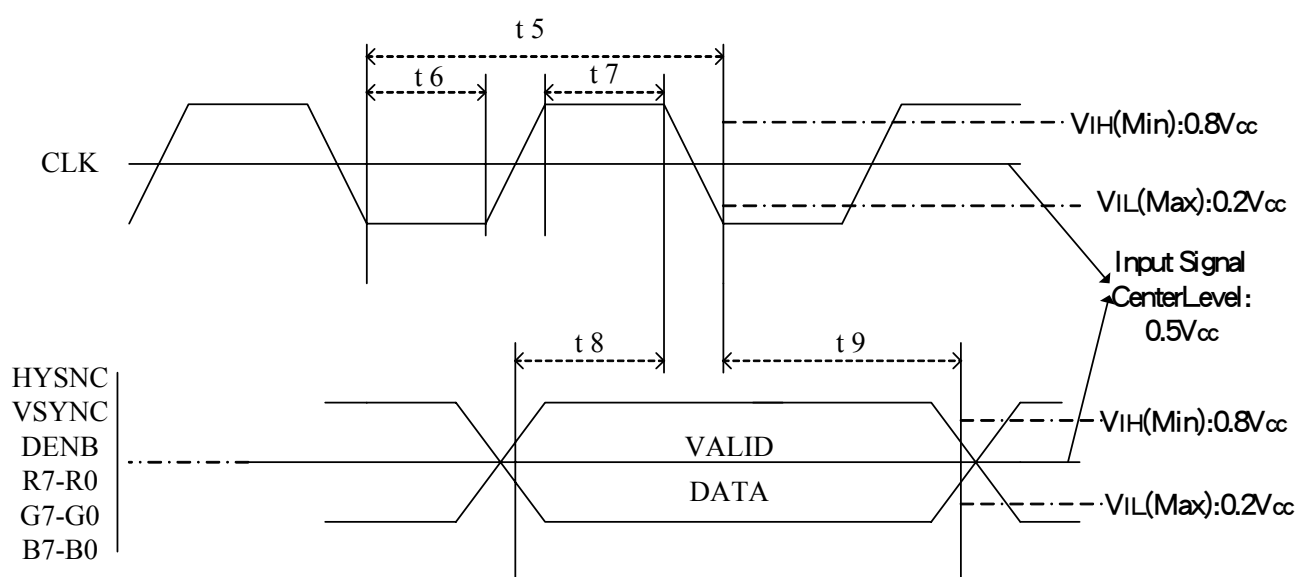 t 5
t 6
t 7
CLK
VIH(Min):0.8Vcc
VIL(Max):0.2Vcc
Input Signal
CenterLevel:
0.5Vcc
t 8
t 9
HYSNC
VSYNC
DENB
R7-R0
G7-G0
B7-B0
VALID
DATA
VIH(Min):0.8Vcc
VIL(Max):0.2Vcc